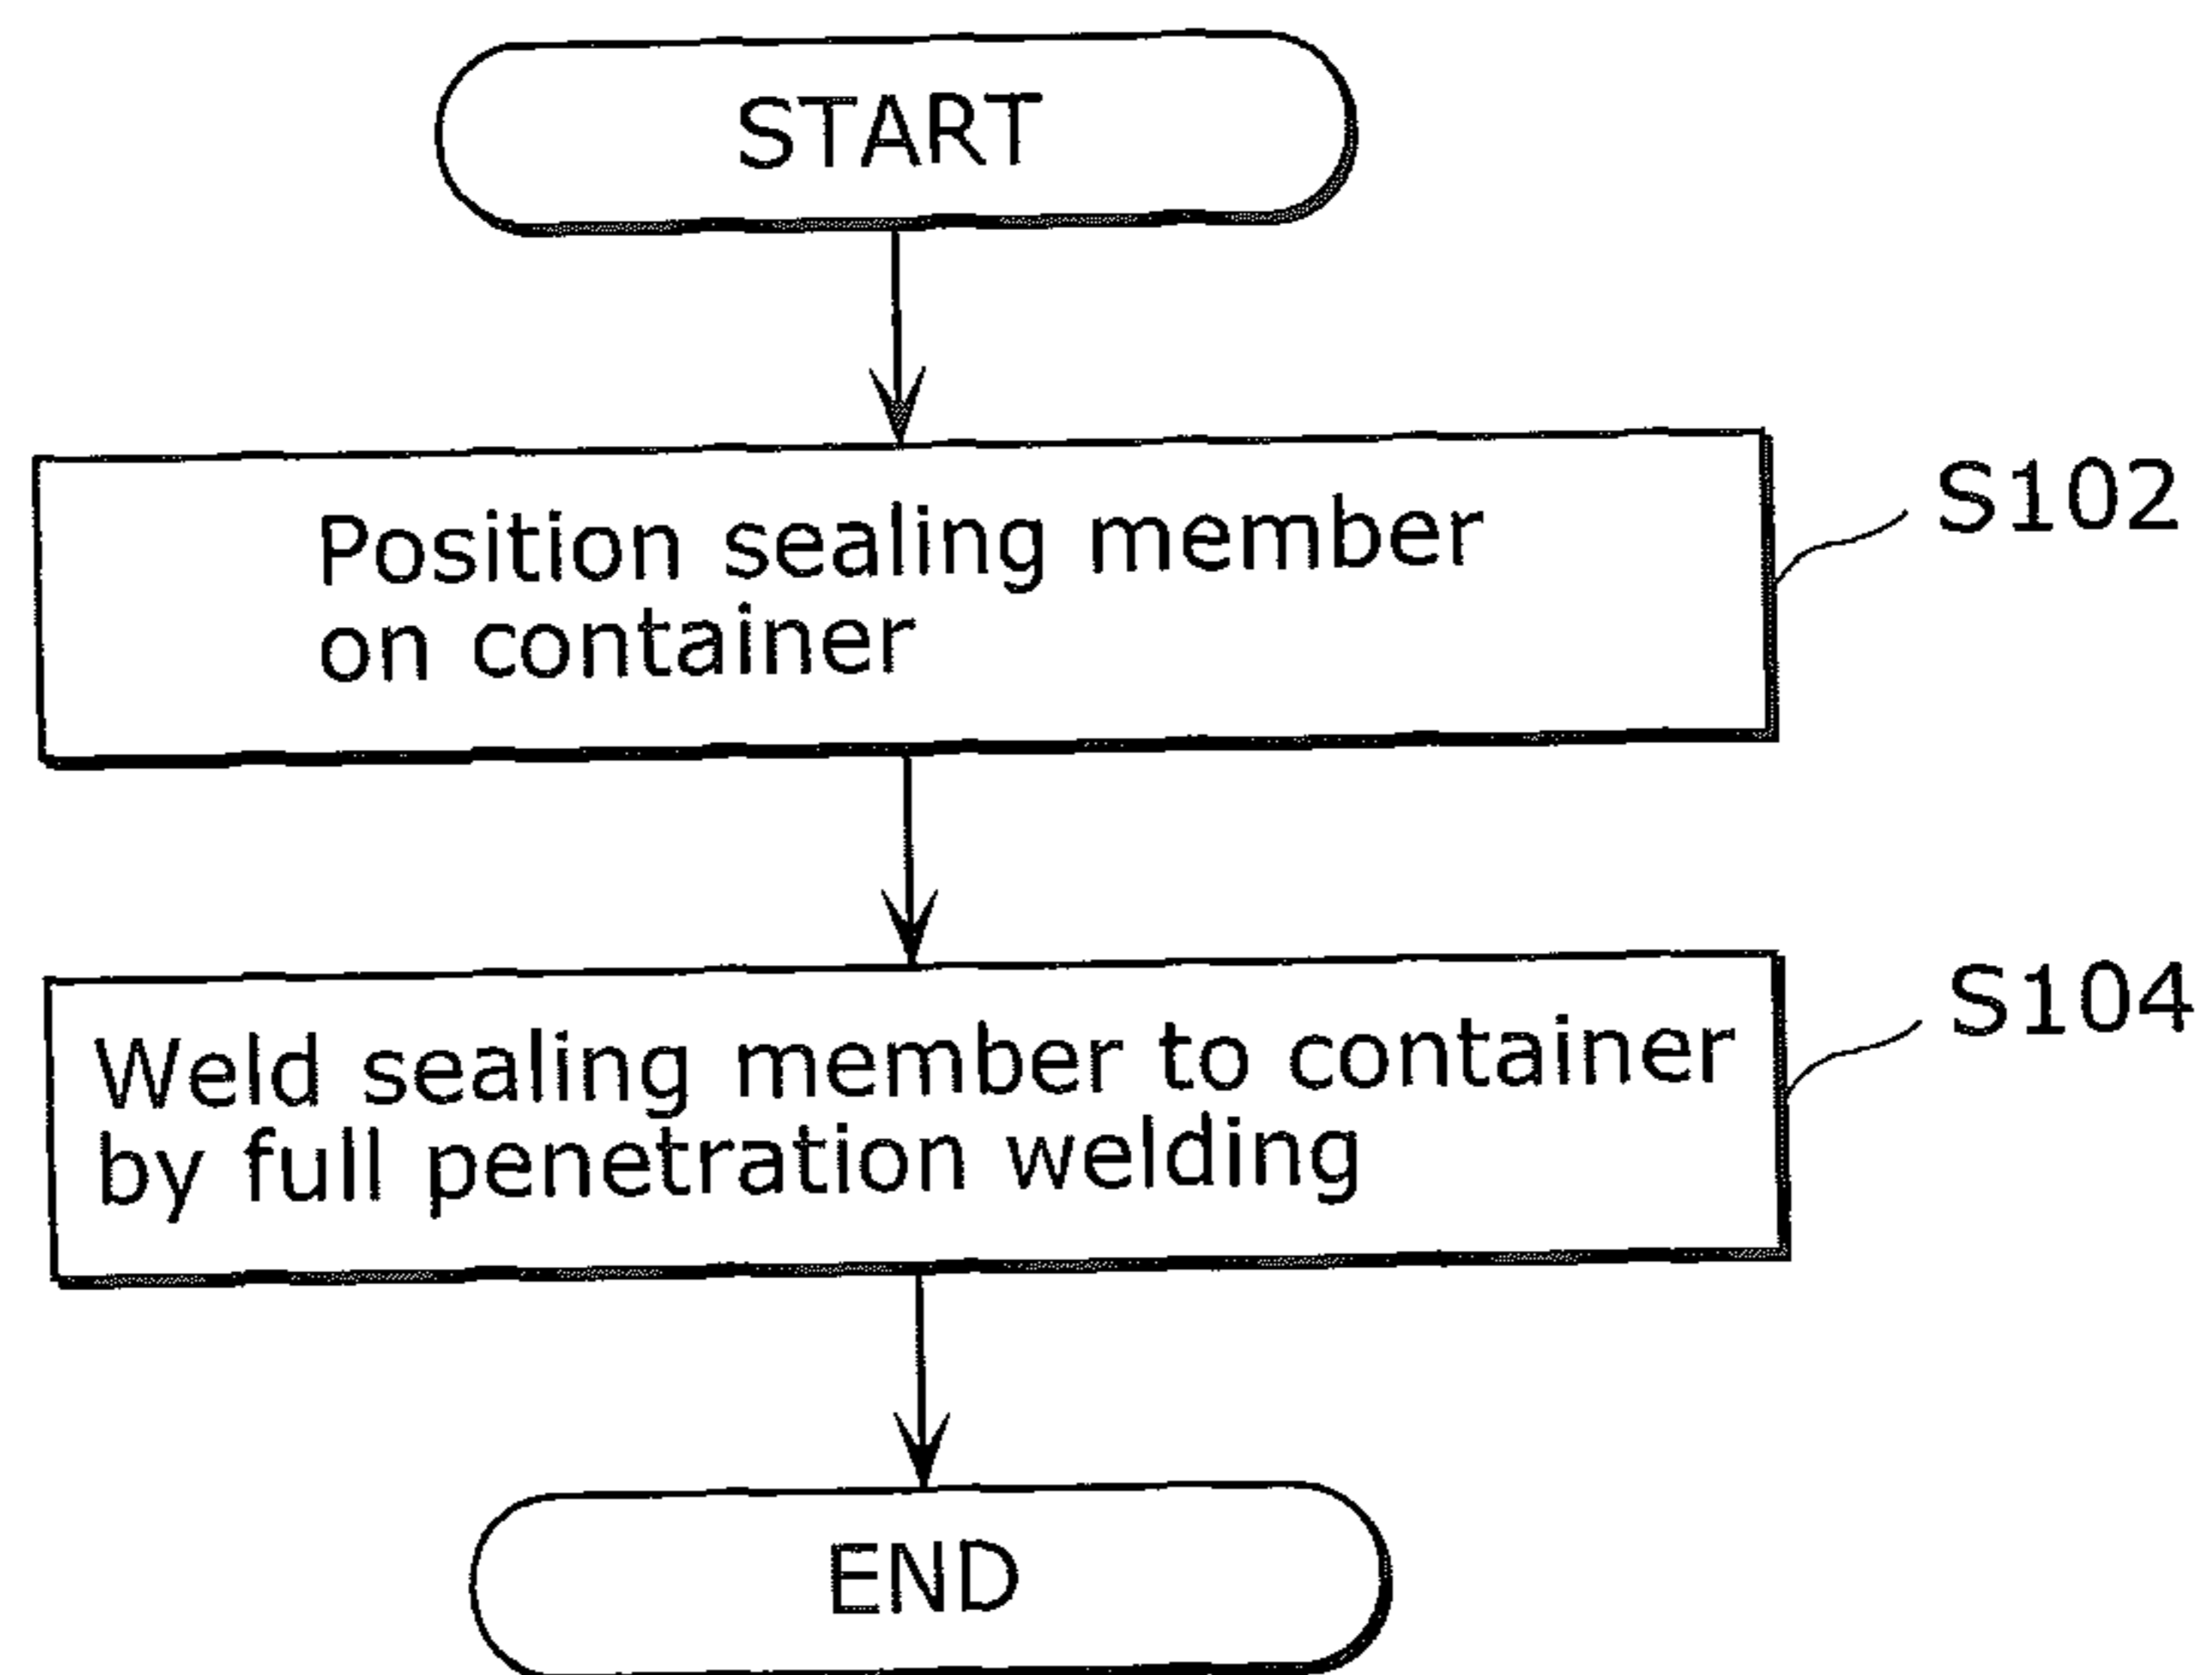 START
Position sealing member
on container
S102
Weld sealing member to container
by full penetration welding
S104
END